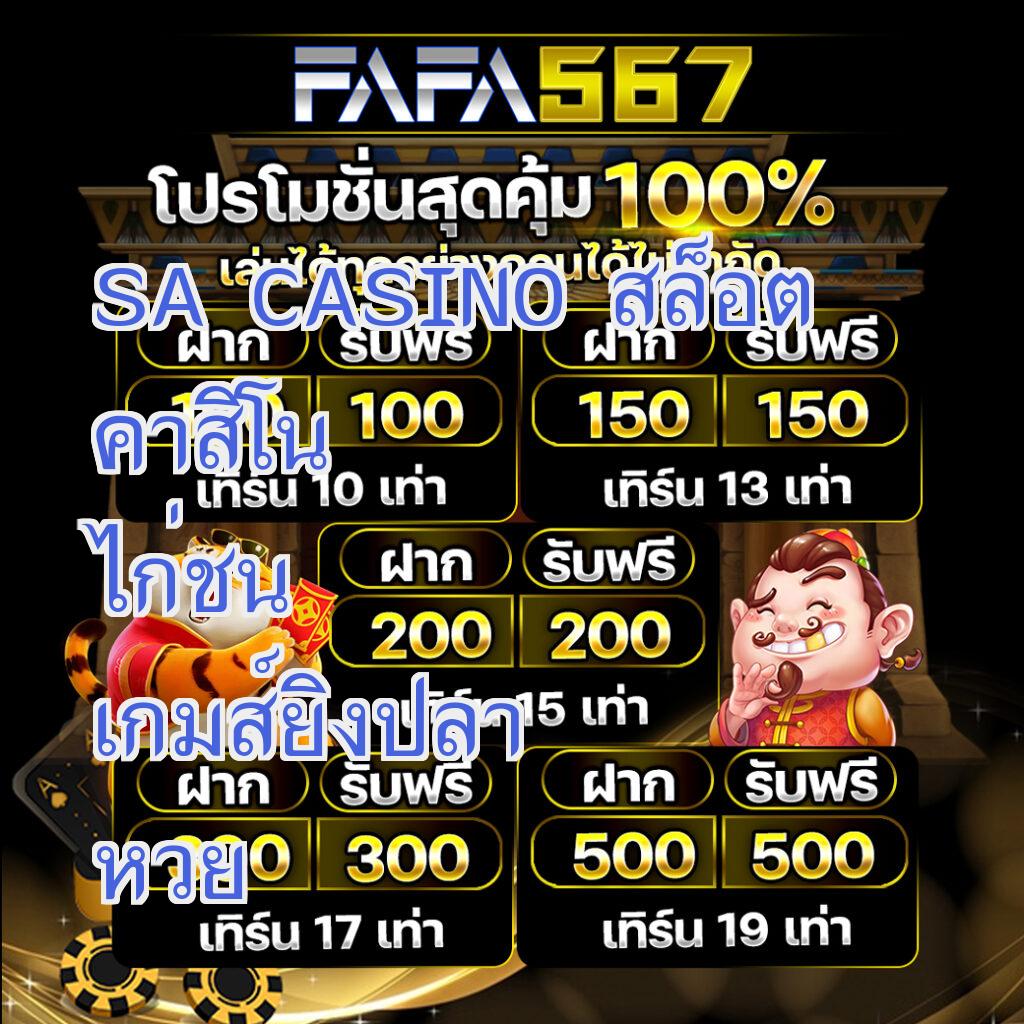 FAFA567
โปรโมชั่นสุดคุ้ม 100%
SA CASINO สล็อต
ฝาก รับฟรี ฝาก รับฟรี
100 150 150
คาสิโน
เทิร์น 10 เท่า เทิร์น 13 เท่า
ฝาก รับฟรี
ไก่ชน
200 200
เกมส์ยิงปลา
15 เท่า
ฝาก รับฟรี ฝาก รับฟรี
300 500 500
หวย
เทิร์น 17 เท่า เทิร์น 19 เท่า